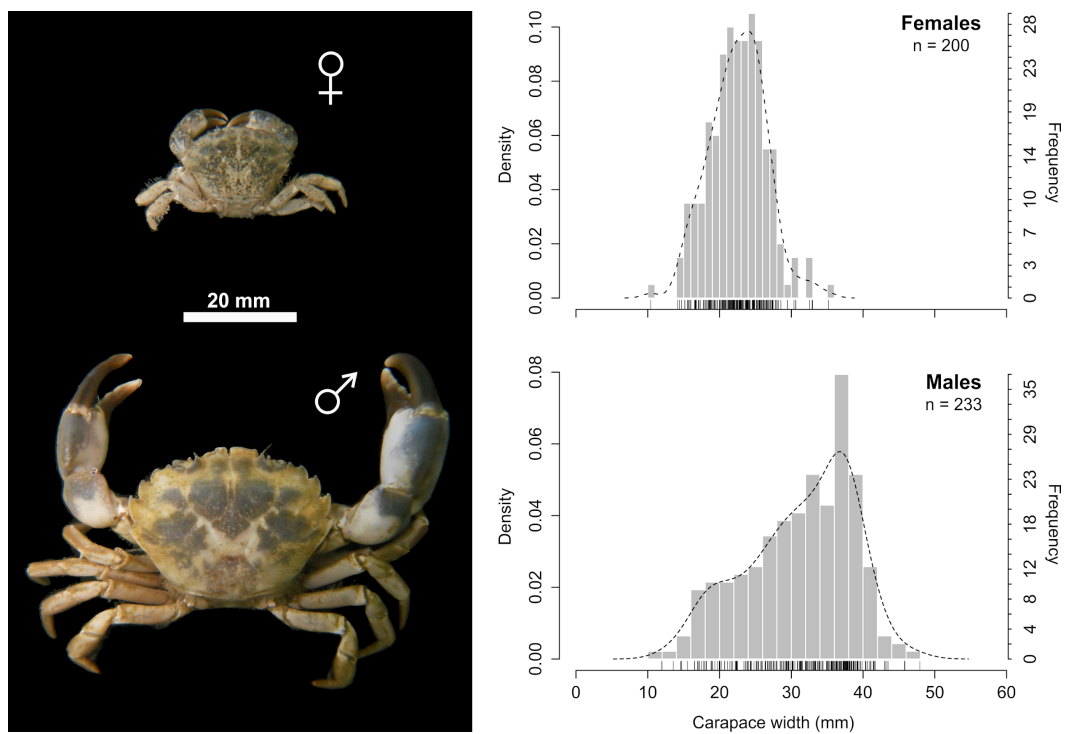 ♀
20 mm
♂
Females
n = 200
Density
0.00 0.02 0.04 0.06 0.08 0.10
Frequency
0 3 7 10 14 19 23 28
Males
n = 233
Density
0.00 0.02 0.04 0.06 0.08
Frequency
0 4 8 12 18 23 29 35
0 10 20 30 40 50 60
Carapace width (mm)